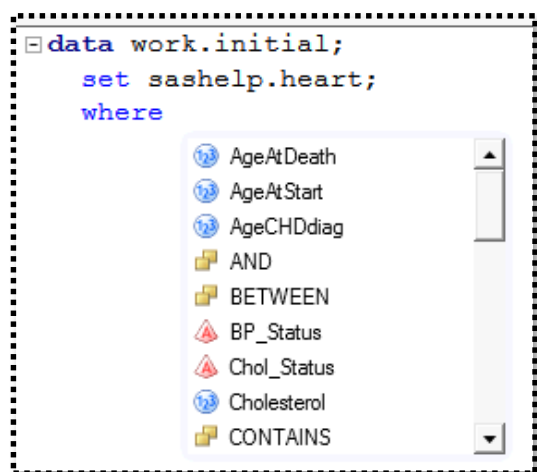 data work.initial;
set sashelp.heart;
where
AgeAtDeath
AgeAtStart
AgeCHDdiag
AND
BETWEEN
BP_Status
Chol_Status
Cholesterol
CONTAINS